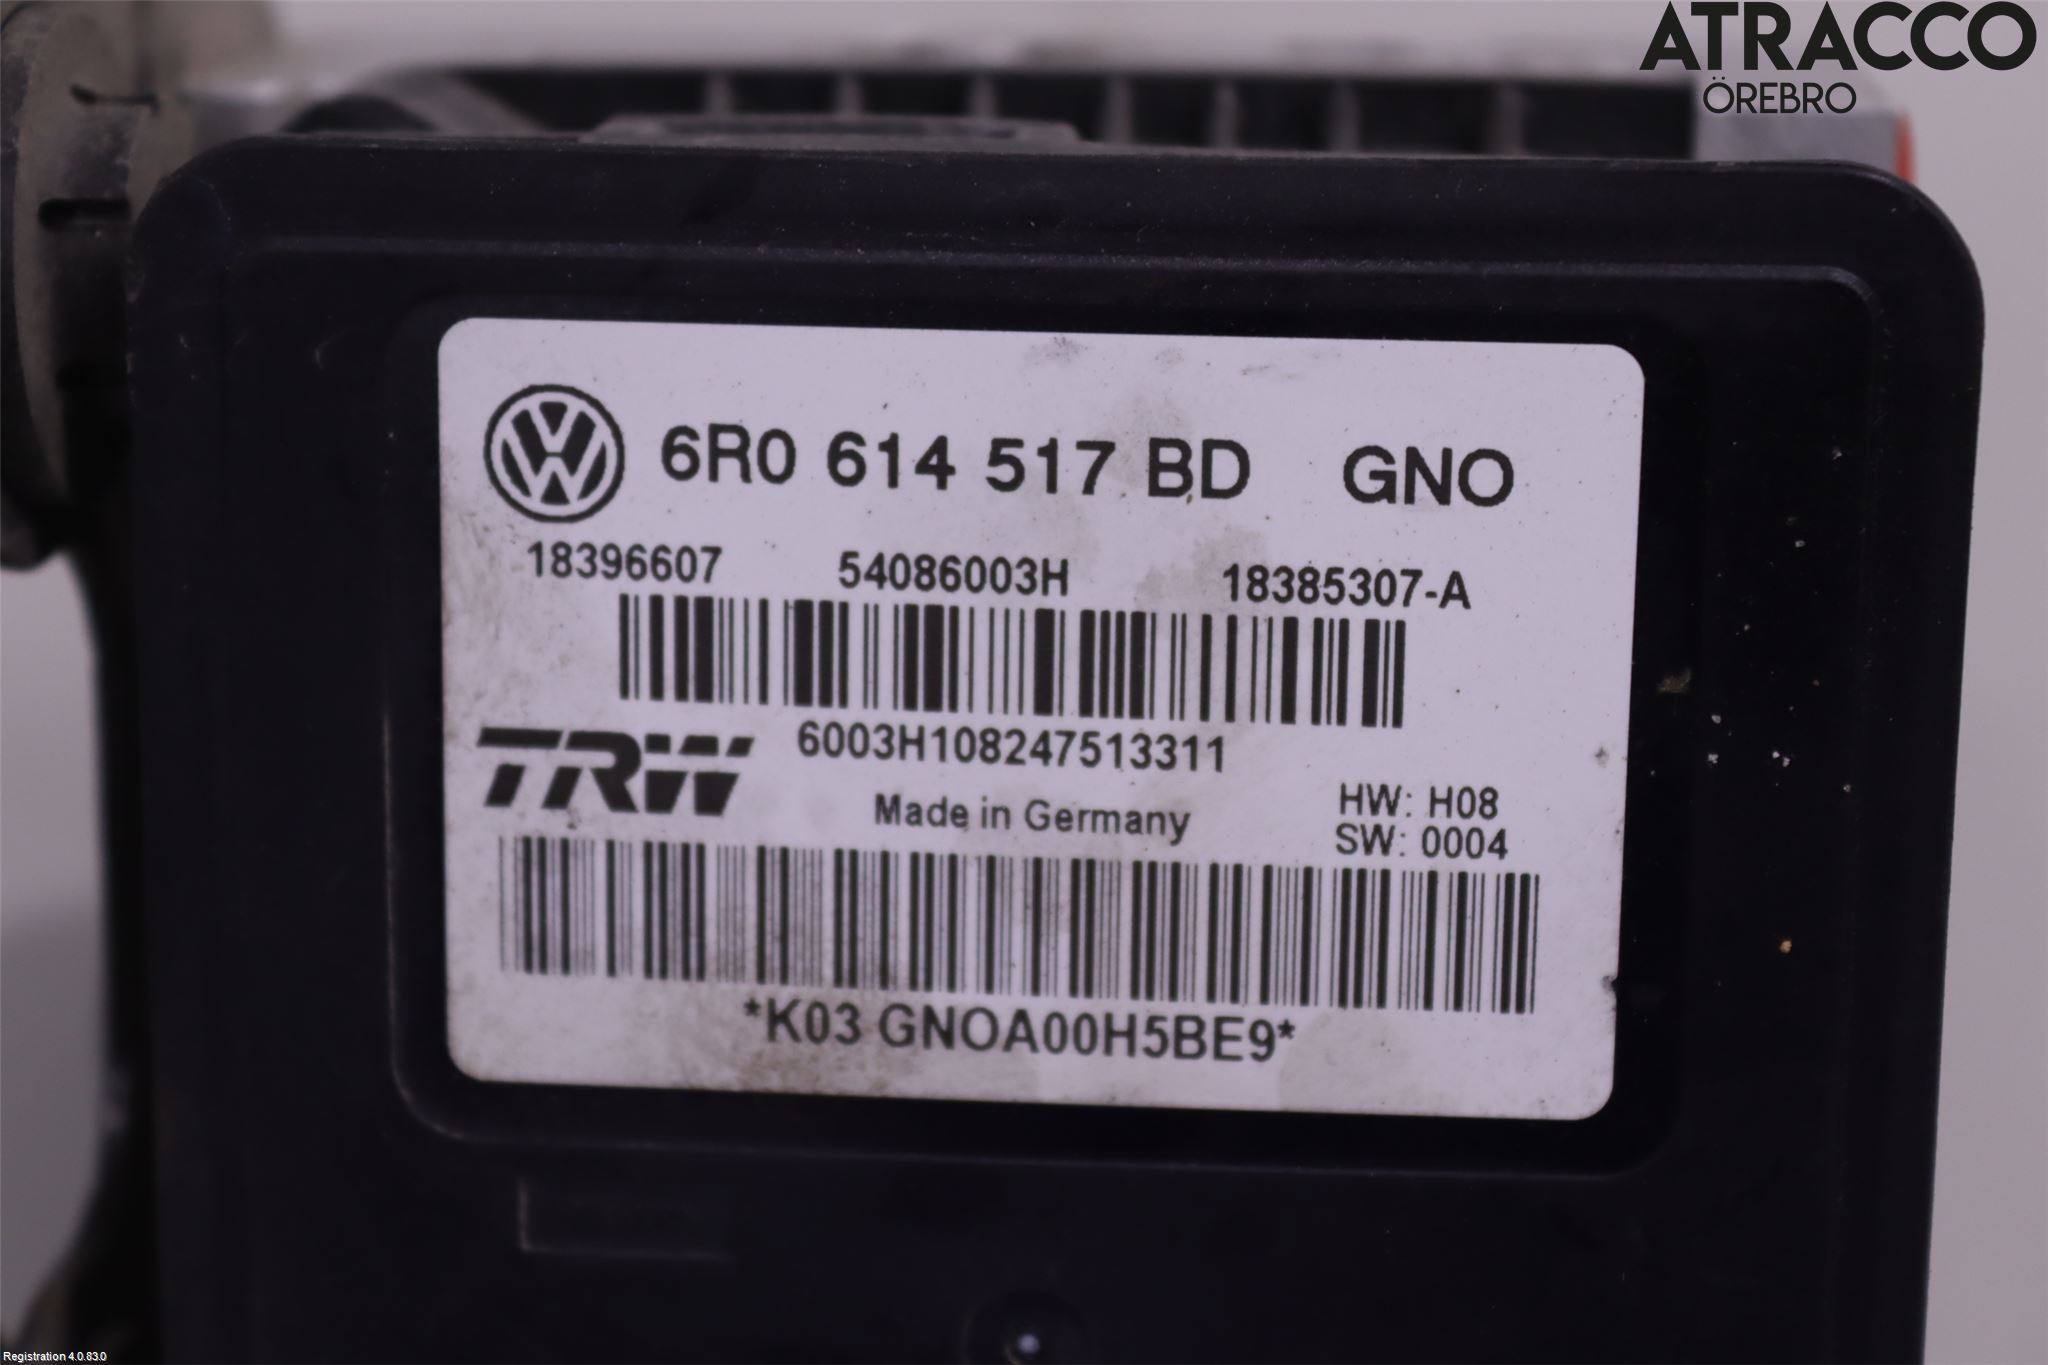 ATRACCO
ÖREBRO
6R0 614 517 BD GNO
18396607 54086003H 18385307-A
TRW 6003H108247513311
Made in Germany
HW: H08
SW: 0004
*K03 GNOA00H5BE9*
Registration 4.0.83.0